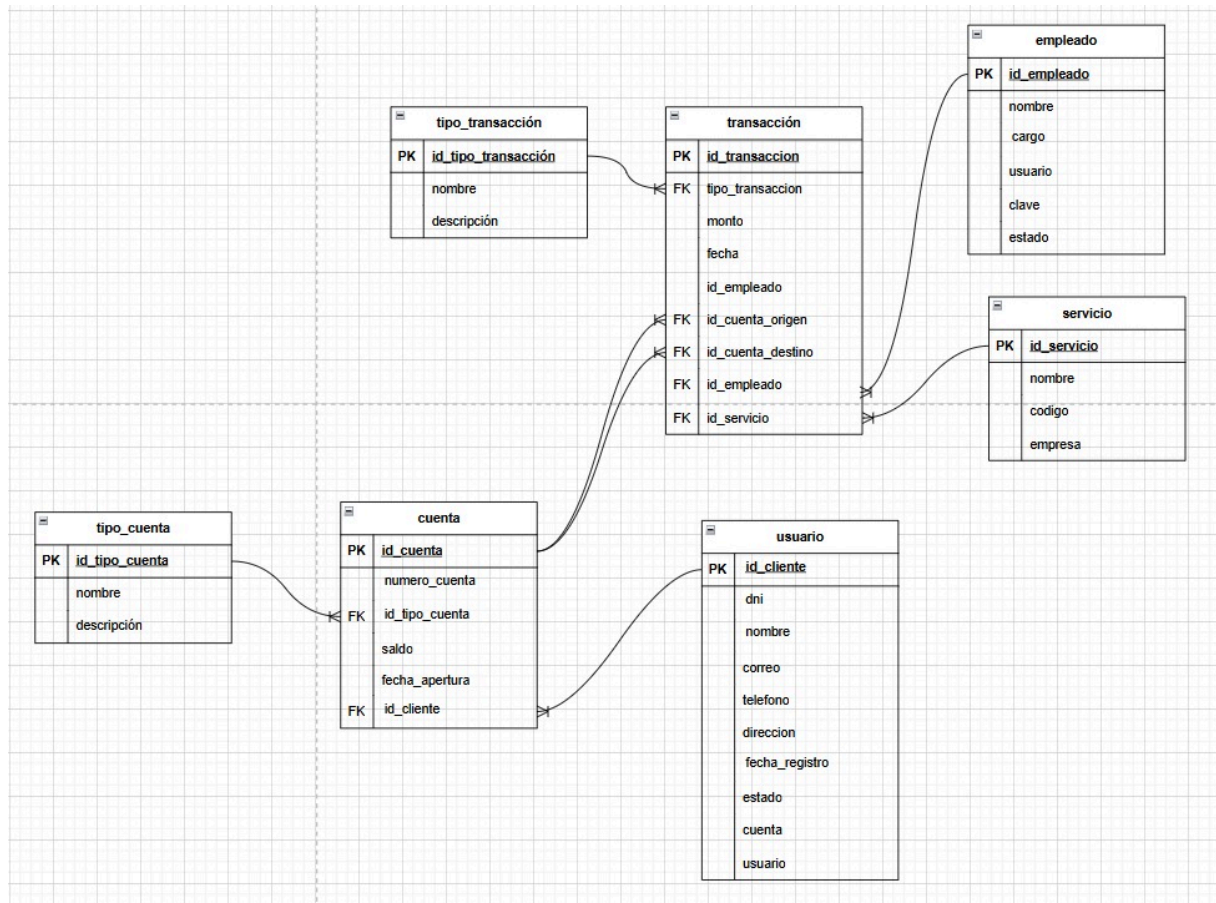 empleado
PK id_empleado
nombre
cargo
usuario
clave
estado
tipo_transacción
PK id_tipo_transacción
nombre
descripción
transacción
PK id_transaccion
FK tipo_transaccion
monto
fecha
id_empleado
FK id_cuenta_origen
FK id_cuenta_destino
FK id_empleado
FK id_servicio
servicio
PK id_servicio
nombre
codigo
empresa
tipo_cuenta
PK id_tipo_cuenta
nombre
descripción
cuenta
PK id_cuenta
numero_cuenta
FK id_tipo_cuenta
saldo
fecha_apertura
FK id_cliente
usuario
PK id_cliente
dni
nombre
correo
telefono
direccion
fecha_registro
estado
cuenta
usuario